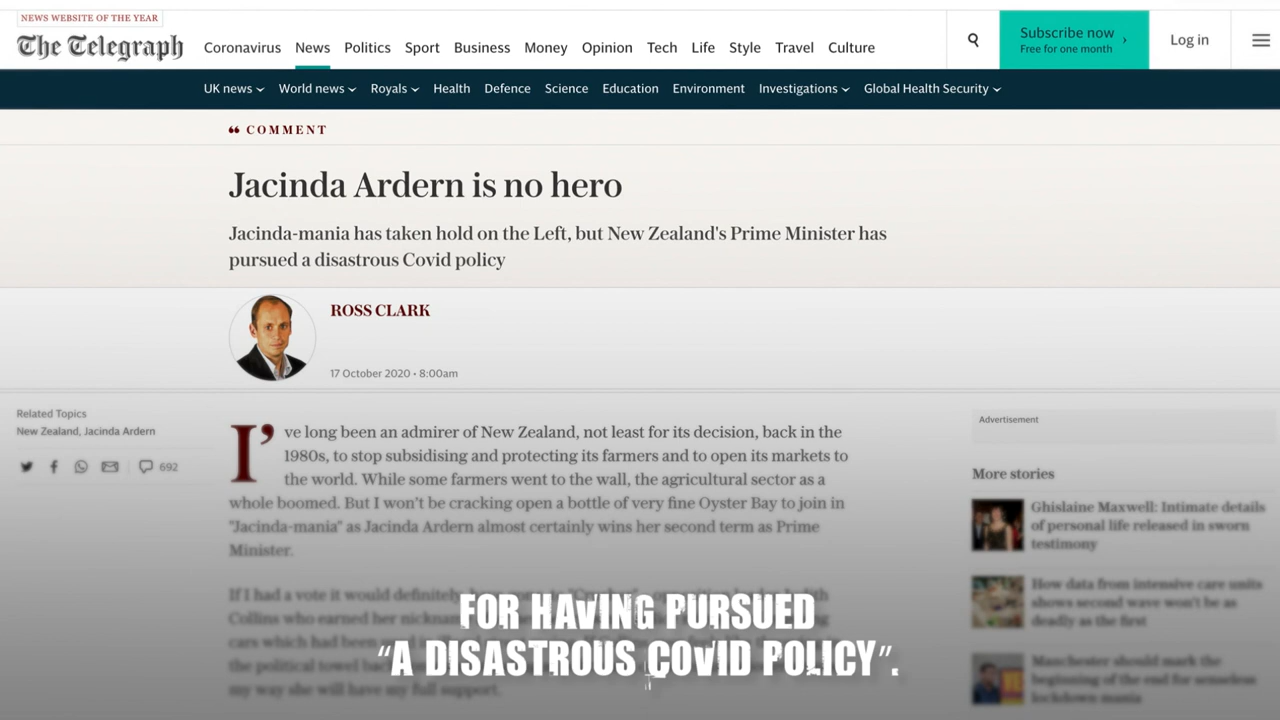 NEWS WEBSITE OF THE YEAR
The Telegraph
Coronavirus News Politics Sport Business Money Opinion Tech Life Style Travel Culture
Subscribe now
Free for one month
Log in
UK news World news Royals Health Defence Science Education Environment Investigations Global Health Security
COMMENT
Jacinda Ardern is no hero
Jacinda-mania has taken hold on the Left, but New Zealand's Prime Minister has
pursued a disastrous Covid policy
ROSS CLARK
17 October 2020 • 8:00am
Related Topics
New Zealand, Jacinda Ardern
692
I've long been an admirer of New Zealand, not least for its decision, back in the
1980s, to stop subsidising and protecting its farmers and to open its markets to
the world. While some farmers went to the wall, the agricultural sector as a
whole boomed. But I won't be cracking open a bottle of very fine Oyster Bay to join in
"Jacinda-mania" as Jacinda Ardern almost certainly wins her second term as Prime
Minister.
If I had a vote it would definitely
Collins who earned her
cars which had been
the political towel
my way she will have my full support.
Advertisement
More stories
Ghislaine Maxwell: Intimate details
of personal life released in sworn
testimony
How data from intensive care units
shows second wave won't be as
deadly as the first
Manchester should mark the
beginning of the end for senseless
lockdown mania
FOR HAVING PURSUED
“A DISASTROUS COVID POLICY”.